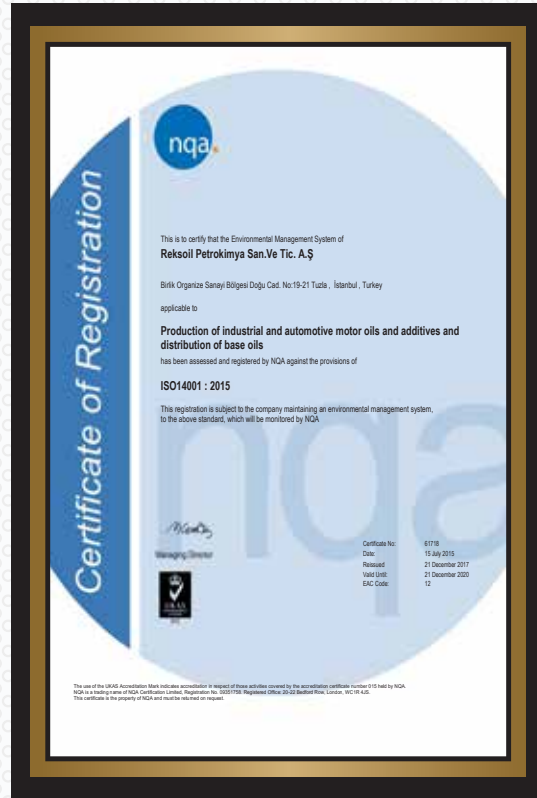 nqa.
Certificate of Registration
This is to certify that the Environmental Management System of
Reksoil Petrokimya San.Ve Tic. A.Ş
Birlik Organize Sanayi Bölgesi Doğu Cad. No:19-21 Tuzla , İstanbul , Turkey
applicable to
Production of industrial and automotive motor oils and additives and
distribution of base oils
has been assessed and registered by NQA against the provisions of
ISO14001 : 2015
This registration is subject to the company maintaining an environmental management system,
to the above standard, which will be monitored by NQA
nqa
Managing Director
Certificate No: 61718
Date: 15 July 2015
Reissued 21 December 2017
Valid Until: 21 December 2020
EAC Code: 12
UKAS
The use of the UKAS Accreditation Mark indicates accreditation in respect of those activities covered by the accreditation certificate number 015 held by NQA.
NQA is a trading name of NQA Certification Limited, Registration No. 09351758. Registered Office: 20-22 Bedford Row, London, WC1R 4JS.
This certificate is the property of NQA and must be returned on request.